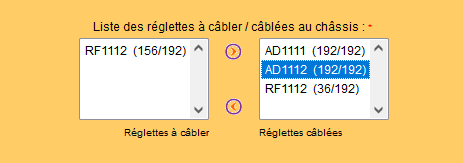 Liste des réglettes à câbler / câblées au châssis : *
RF1112 (156/192)
AD1111 (192/192)
AD1112 (192/192)
RF1112 (36/192)
Réglettes à câbler
Réglettes câblées